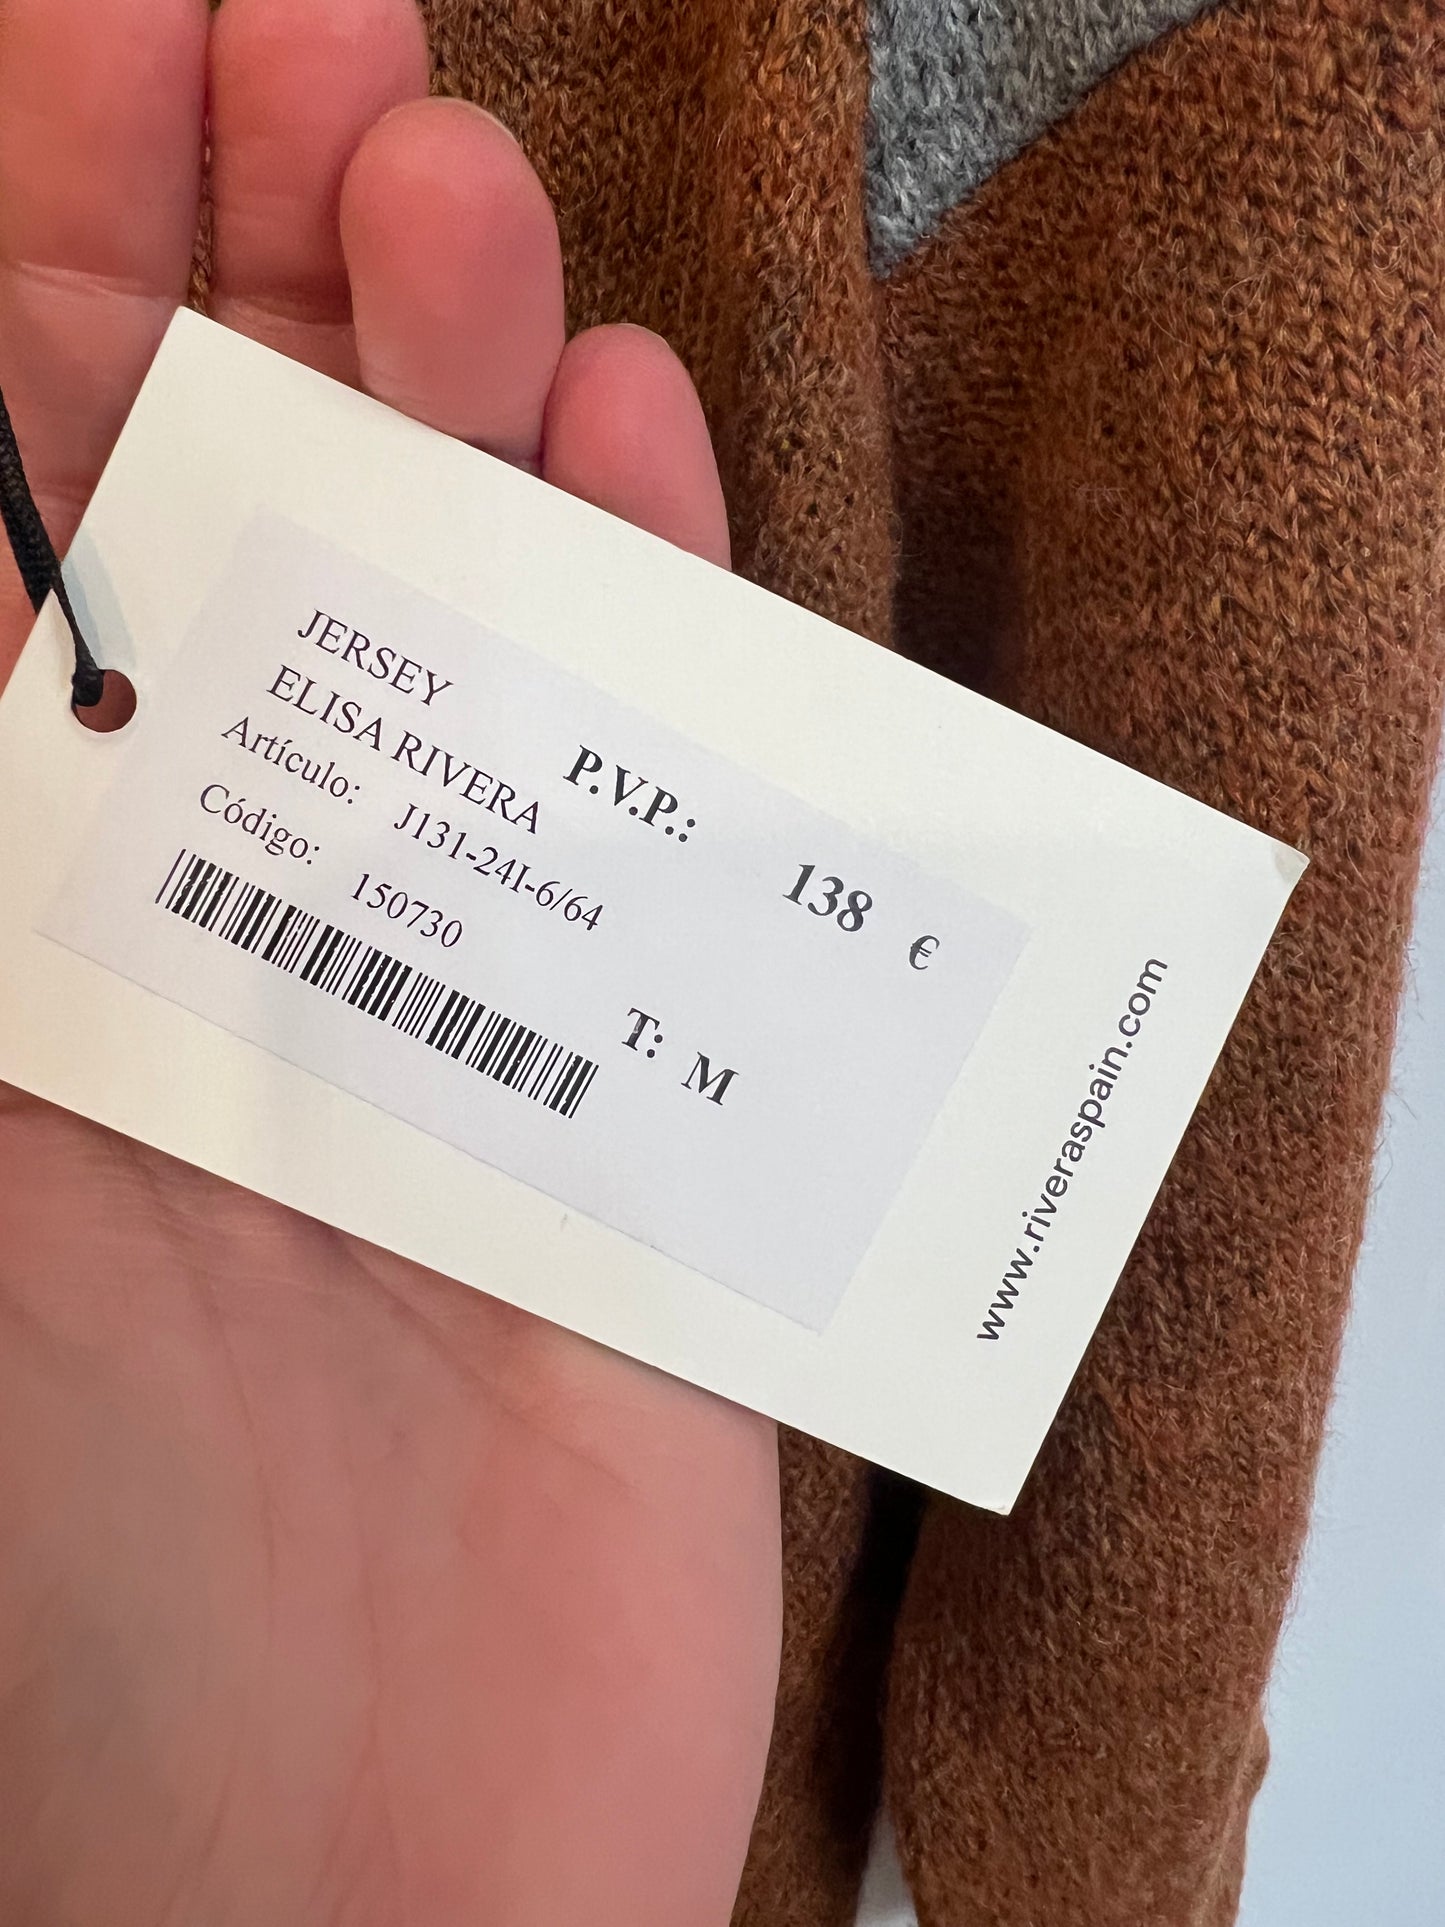 JERSEY
ELISA RIVERA
P.V.P.: 138 €
Artículo: J131-24I-6/64
Código: 150730
T: M
www.riveraspain.com